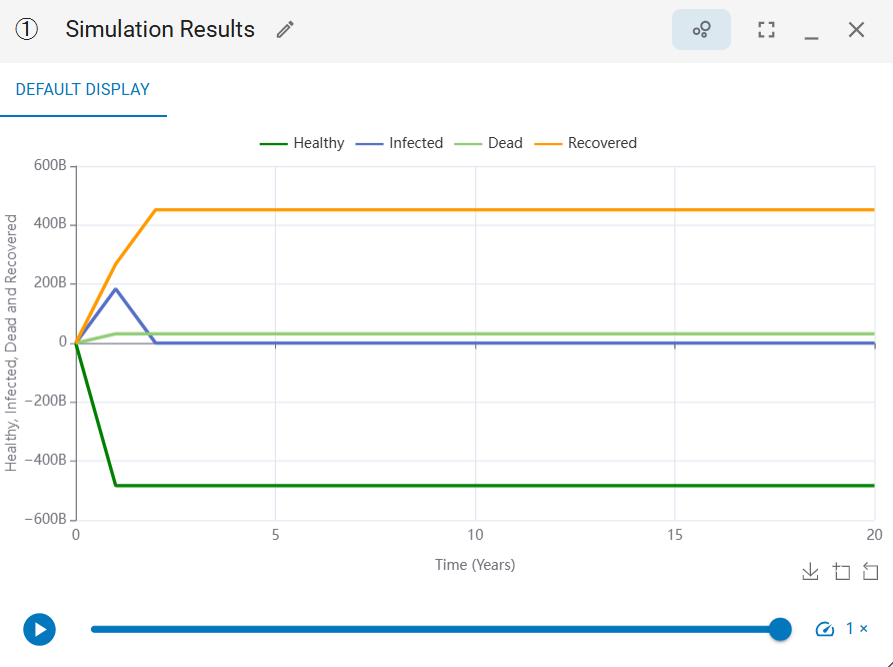 ① Simulation Results
DEFAULT DISPLAY
Healthy Infected Dead Recovered
600B
400B
200B
0
−200B
−400B
−600B
Healthy, Infected, Dead and Recovered
0 5 10 15 20
Time (Years)
1 ×